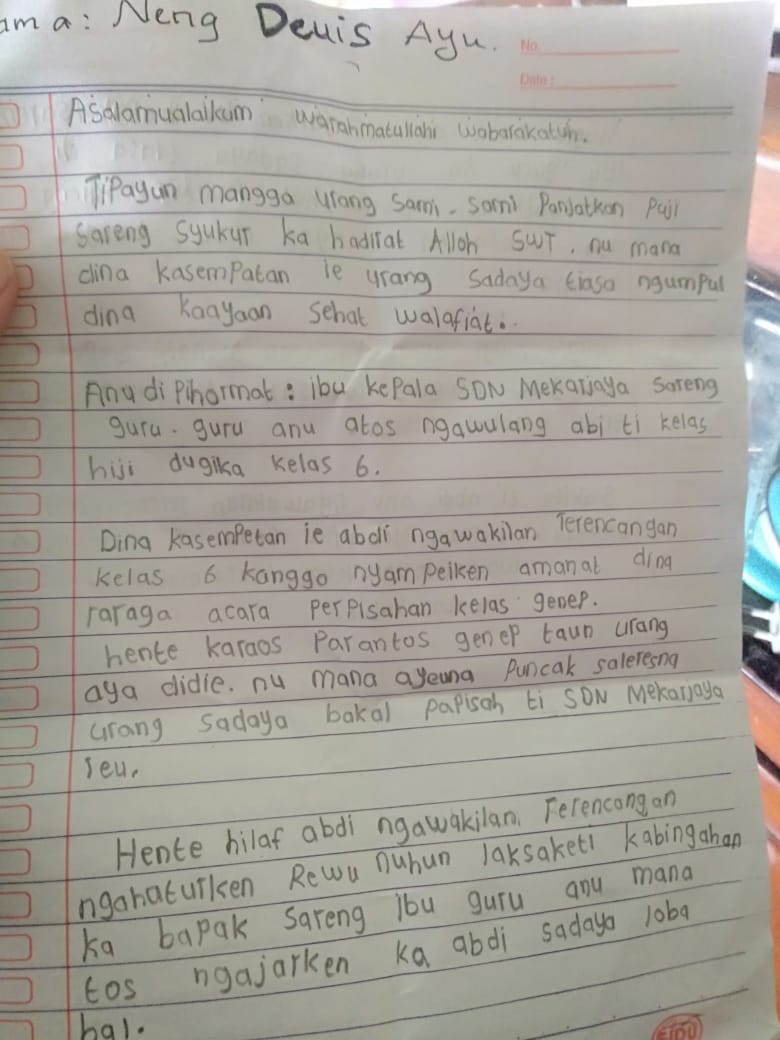 ama: Neng Deuis Ayu.
No.
Date:
Asalamualaikum warahmatullahi wabarakatuh.
Tipayun mangga urang sami-sami Panjatkan Puji
sareng syukur ka hadirat Alloh SWT. nu mana
dina kasempatan ie urang sadaya tiasa ngumpul
dina kaayaan sehat walafiat.
Anu di Pihormat: ibu kepala SDN Mekarjaya sareng
guru-guru anu atos ngawulang abi ti kelas
hiji dugika kelas 6.
Dina kasempetan ie abdi ngawakilan Terencangan
kelas 6 kanggo nyampeiken amanat dina
raraga acara perpisahan kelas genep.
hente karaos Parantos genep taun urang
aya didie. nu mana ayeuna Puncak saleresna
urang sadaya bakal papisah ti SDN Mekarjaya
ieu.
Hente hilaf abdi ngawakilan Ferencangan
ngahaturken Rewu nuhun laksaketi kabingahan
ka bapak sareng ibu guru anu mana
tos ngajarken ka abdi sadaya loba
hal.